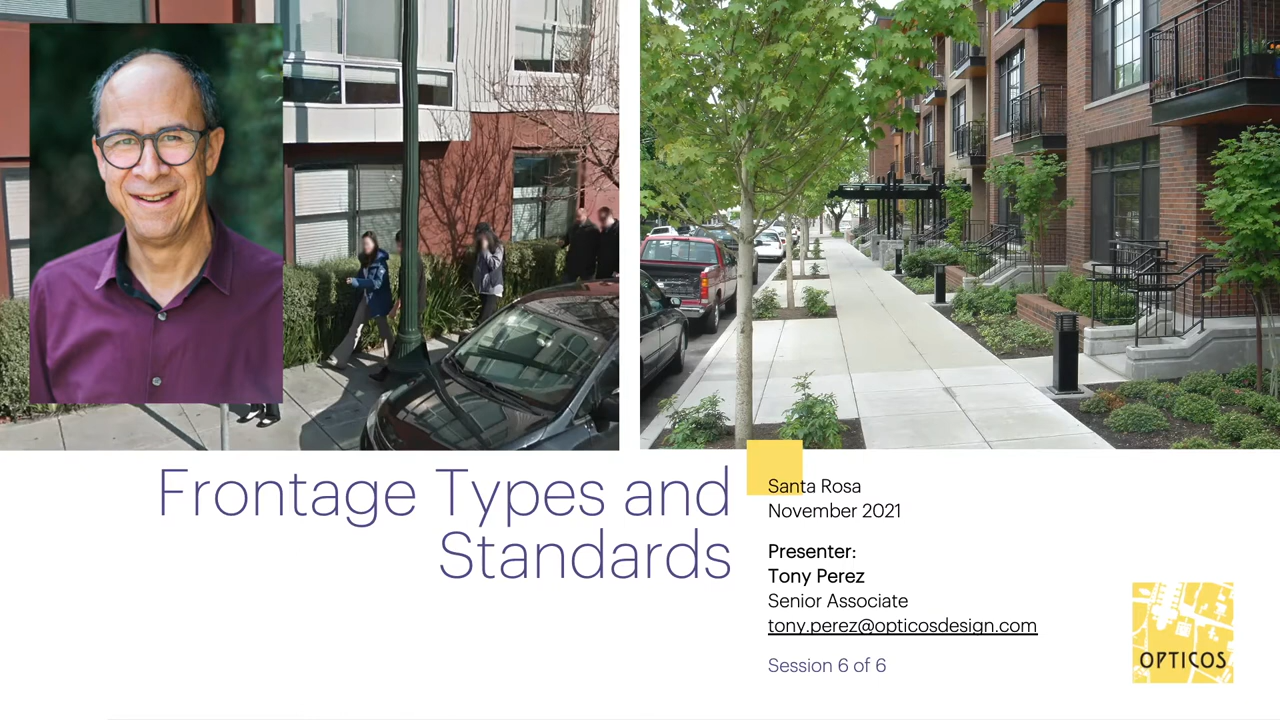 Frontage Types and
Standards
Santa Rosa
November 2021
Presenter:
Tony Perez
Senior Associate
tony.perez@opticosdesign.com
Session 6 of 6
OPTICOS